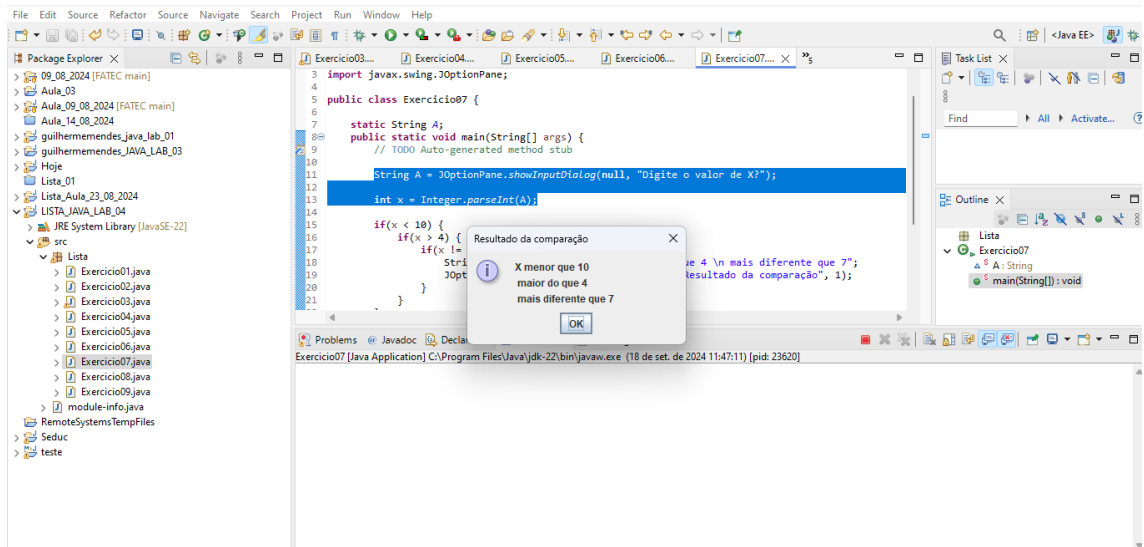 File Edit Source Refactor Source Navigate Search Project Run Window Help
<Java EE>
Package Explorer
09_08_2024 [FATEC main]
Aula_03
Aula_09_08_2024 [FATEC main]
Aula_14_08_2024
guilhermemendes_java_lab_01
guilhermemendes_JAVA_LAB_03
Hoje
Lista_01
Lista_Aula_23_08_2024
LISTA_JAVA_LAB_04
JRE System Library [JavaSE-22]
src
Lista
Exercicio01.java
Exercicio02.java
Exercicio03.java
Exercicio04.java
Exercicio05.java
Exercicio06.java
Exercicio07.java
Exercicio08.java
Exercicio09.java
module-info.java
RemoteSystemsTempFiles
Seduc
teste
Exercicio03.... Exercicio04.... Exercicio05.... Exercicio06.... Exercicio07.... »5
3 import javax.swing.JOptionPane;
4
5 public class Exercicio07 {
6
7 static String A;
8 public static void main(String[] args) {
9 // TODO Auto-generated method stub
10
11 String A = JOptionPane.showInputDialog(null, "Digite o valor de X?");
12
13 int x = Integer.parseInt(A);
14
15 if(x < 10) {
16 if(x > 4) {
17 if(x !=
18 Stri ue 4 \n mais diferente que 7";
19 JOpt Resultado da comparação", 1);
20 }
21 }
Resultado da comparação
X menor que 10
maior do que 4
mais diferente que 7
OK
Problems @ Javadoc Declar
Exercicio07 [Java Application] C:\Program Files\Java\jdk-22\bin\javaw.exe (18 de set. de 2024 11:47:11) [pid: 23620]
Task List
Find All Activate...
Outline
Lista
Exercicio07
A : String
main(String[]) : void